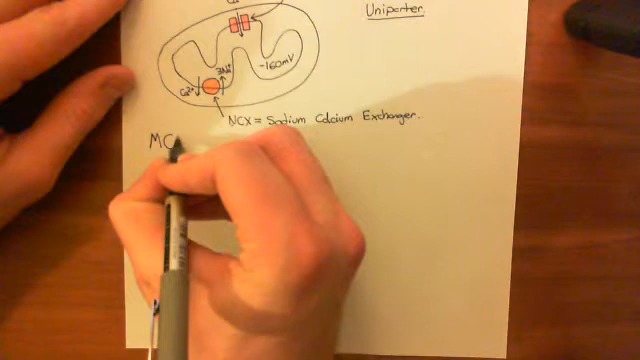 Uniporter.
3Na⁺
-160mV
Ca²⁺
NCX = Sodium Calcium Exchanger.
MC